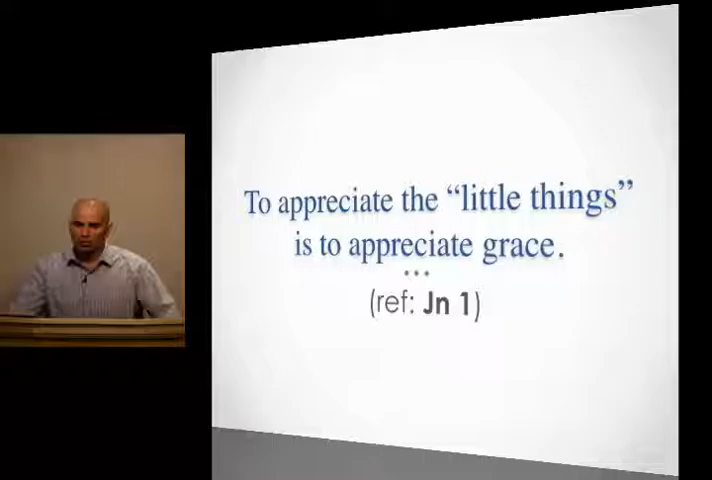 To appreciate the “little things”
is to appreciate grace.
•••
(ref: Jn 1)